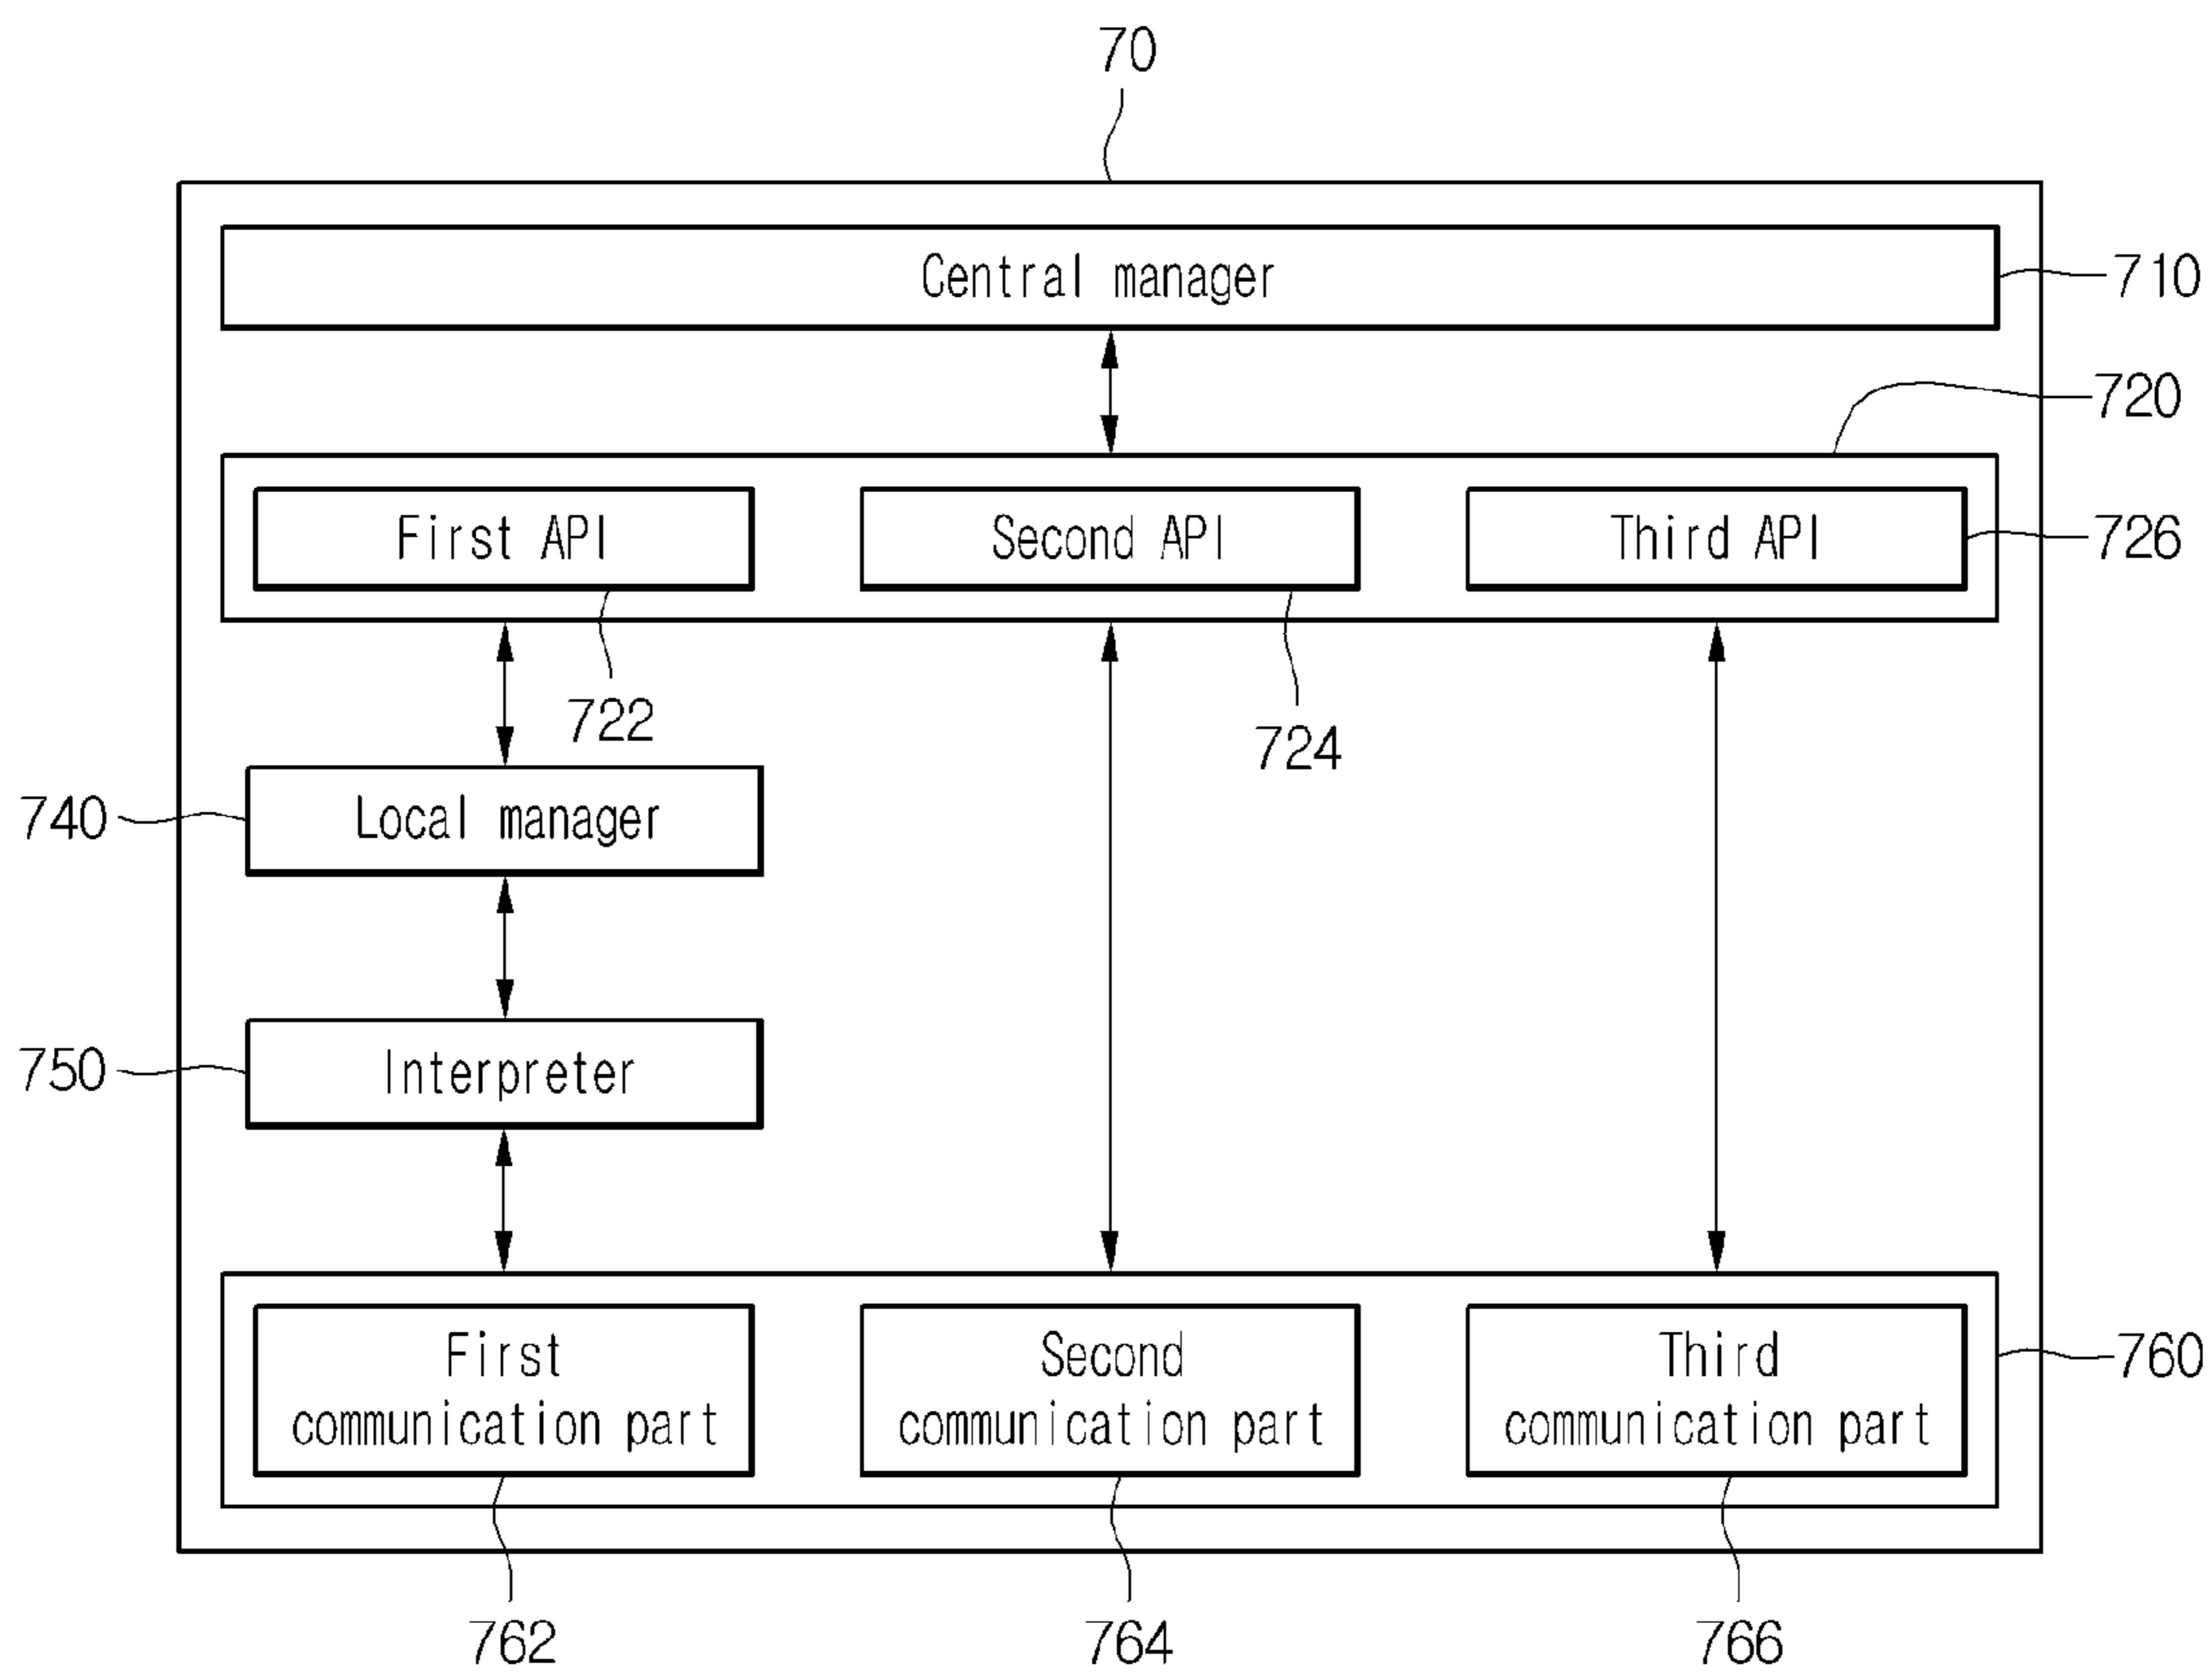 70
Central manager
710
720
First API
Second API
Third API
726
722
724
740
Local manager
750
Interpreter
First
communication part
Second
communication part
Third
communication part
760
762
764
766